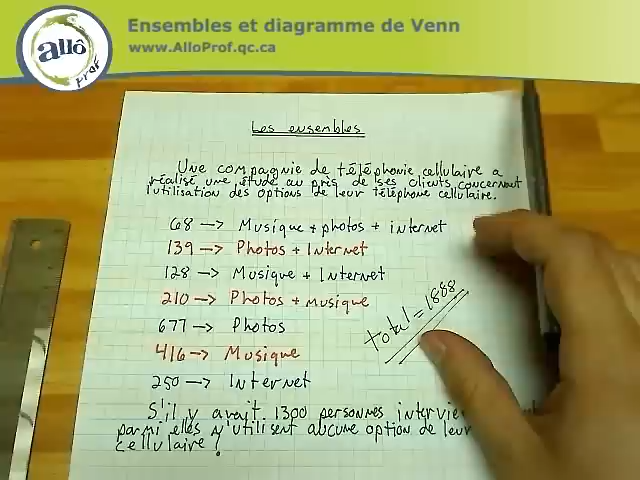 Ensembles et diagramme de Venn
www.AlloProf.qc.ca
allô
prof
Les ensembles
Une compagnie de téléphonie cellulaire a
réalisé une étude au près de ses clients concernant
l'utilisation des options de leur téléphone cellulaire.
68 → Musique + photos + internet
139 → Photos + Internet
128 → Musique + Internet
210 → Photos + Musique
677 → Photos
416 → Musique
250 → Internet
total = 1888
S'il y avait 1300 personnes
parmi elles n'utilisent aucune option de leur
cellulaire?